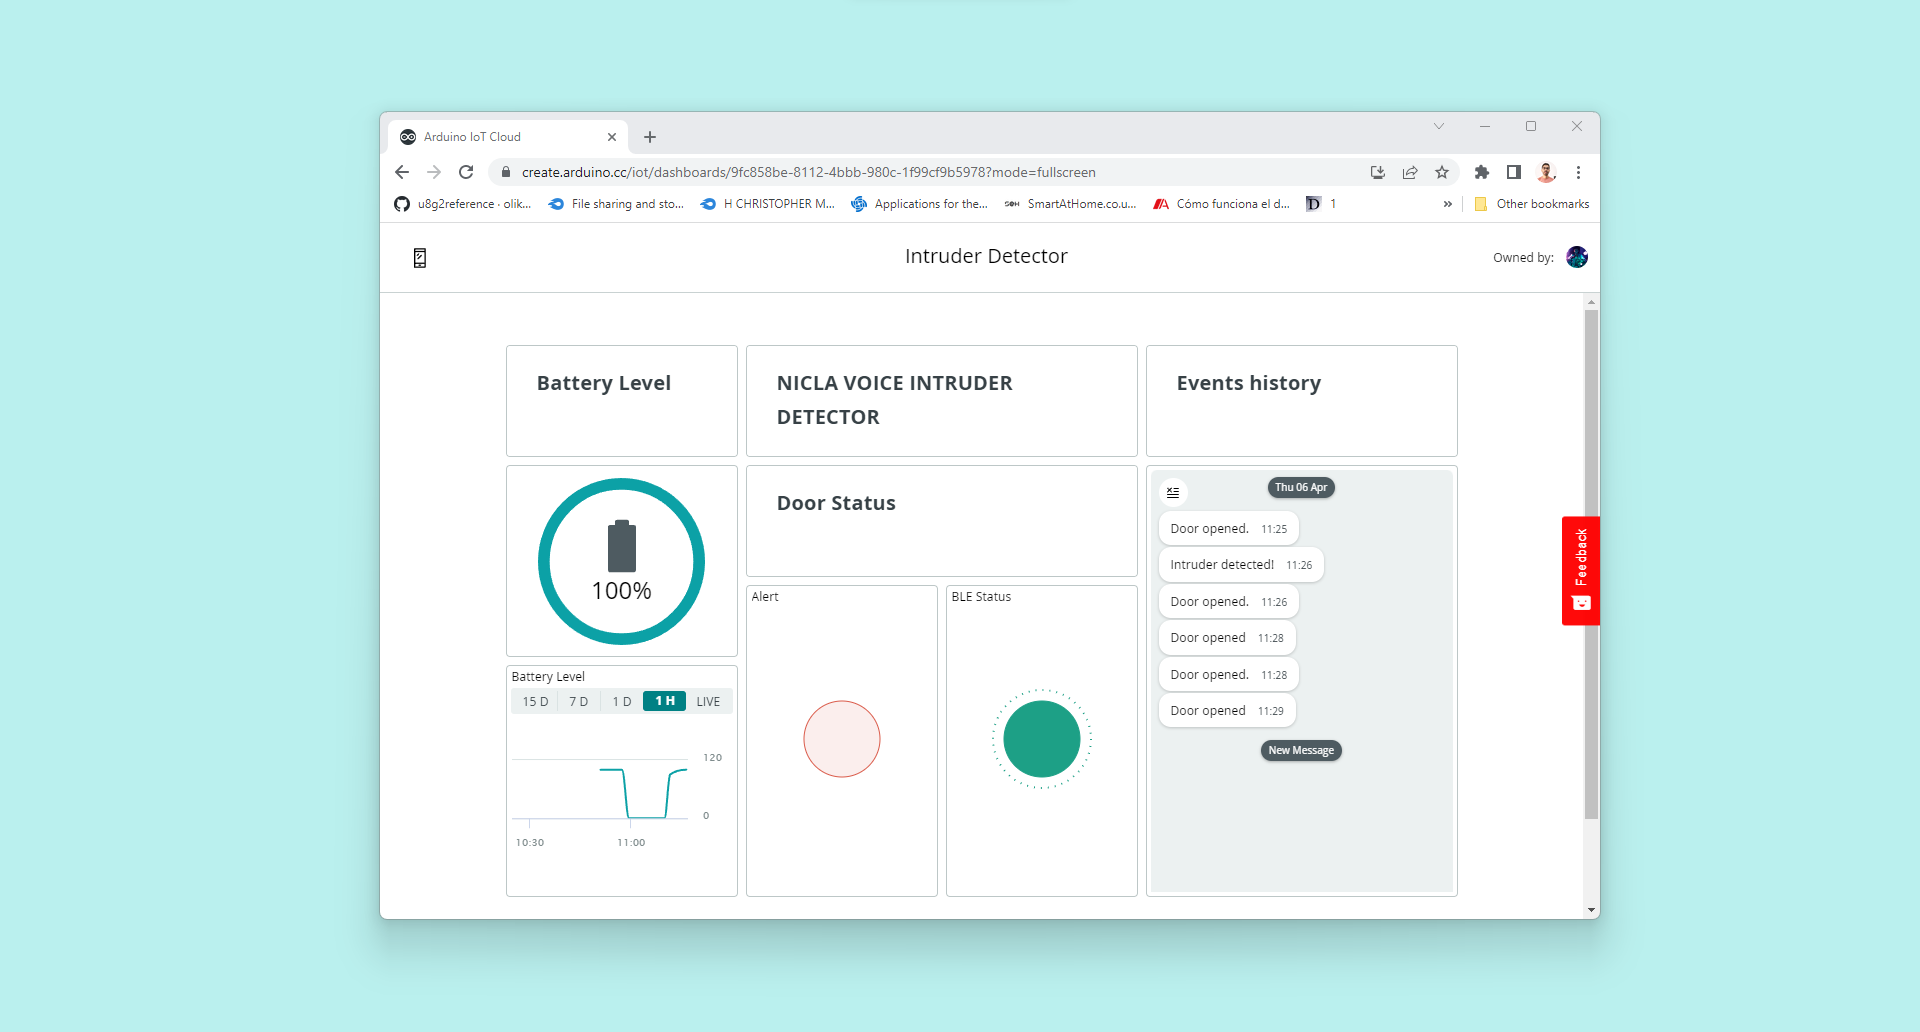 Arduino IoT Cloud
create.arduino.cc/iot/dashboards/9fc858be-8112-4bbb-980c-1f99cf9b5978?mode=fullscreen
u8g2reference · olik... File sharing and sto... H CHRISTOPHER M... Applications for the... SOH SmartAtHome.co.u... Cómo funciona el d... D 1 » Other bookmarks
Intruder Detector
Owned by:
Battery Level
NICLA VOICE INTRUDER
DETECTOR
Events history
100%
Door Status
Battery Level
15 D 7 D 1 D 1 H LIVE
120
0
10:30 11:00
Alert
BLE Status
Thu 06 Apr
Door opened. 11:25
Intruder detected! 11:26
Door opened. 11:26
Door opened 11:28
Door opened. 11:28
Door opened 11:29
New Message
Feedback